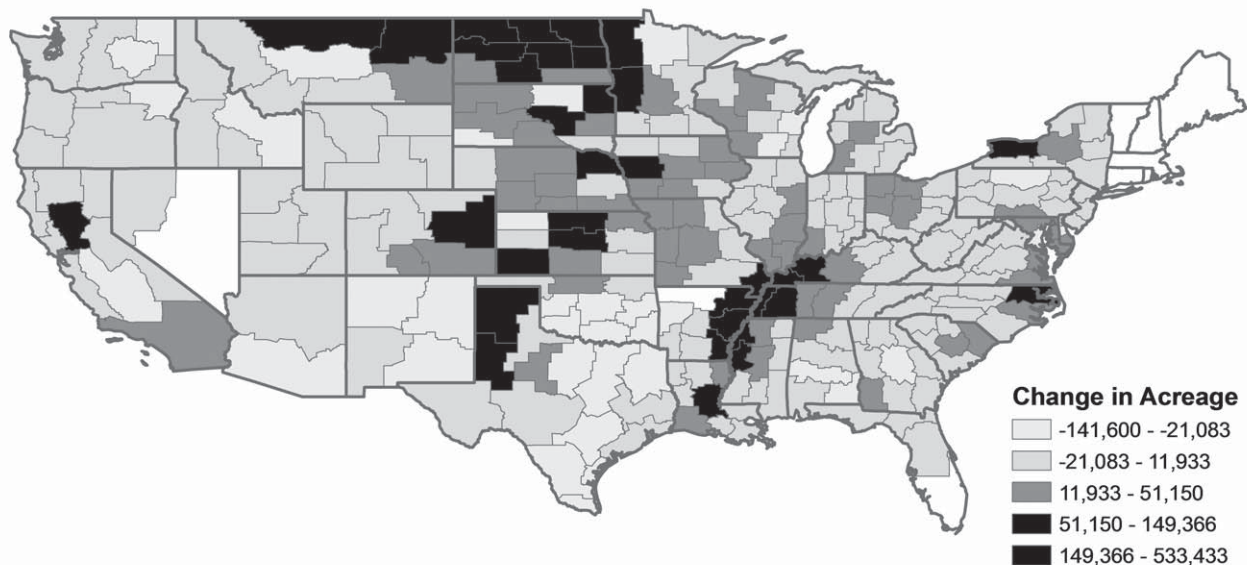 Change in Acreage
-141,600 - -21,083
-21,083 - 11,933
11,933 - 51,150
51,150 - 149,366
149,366 - 533,433